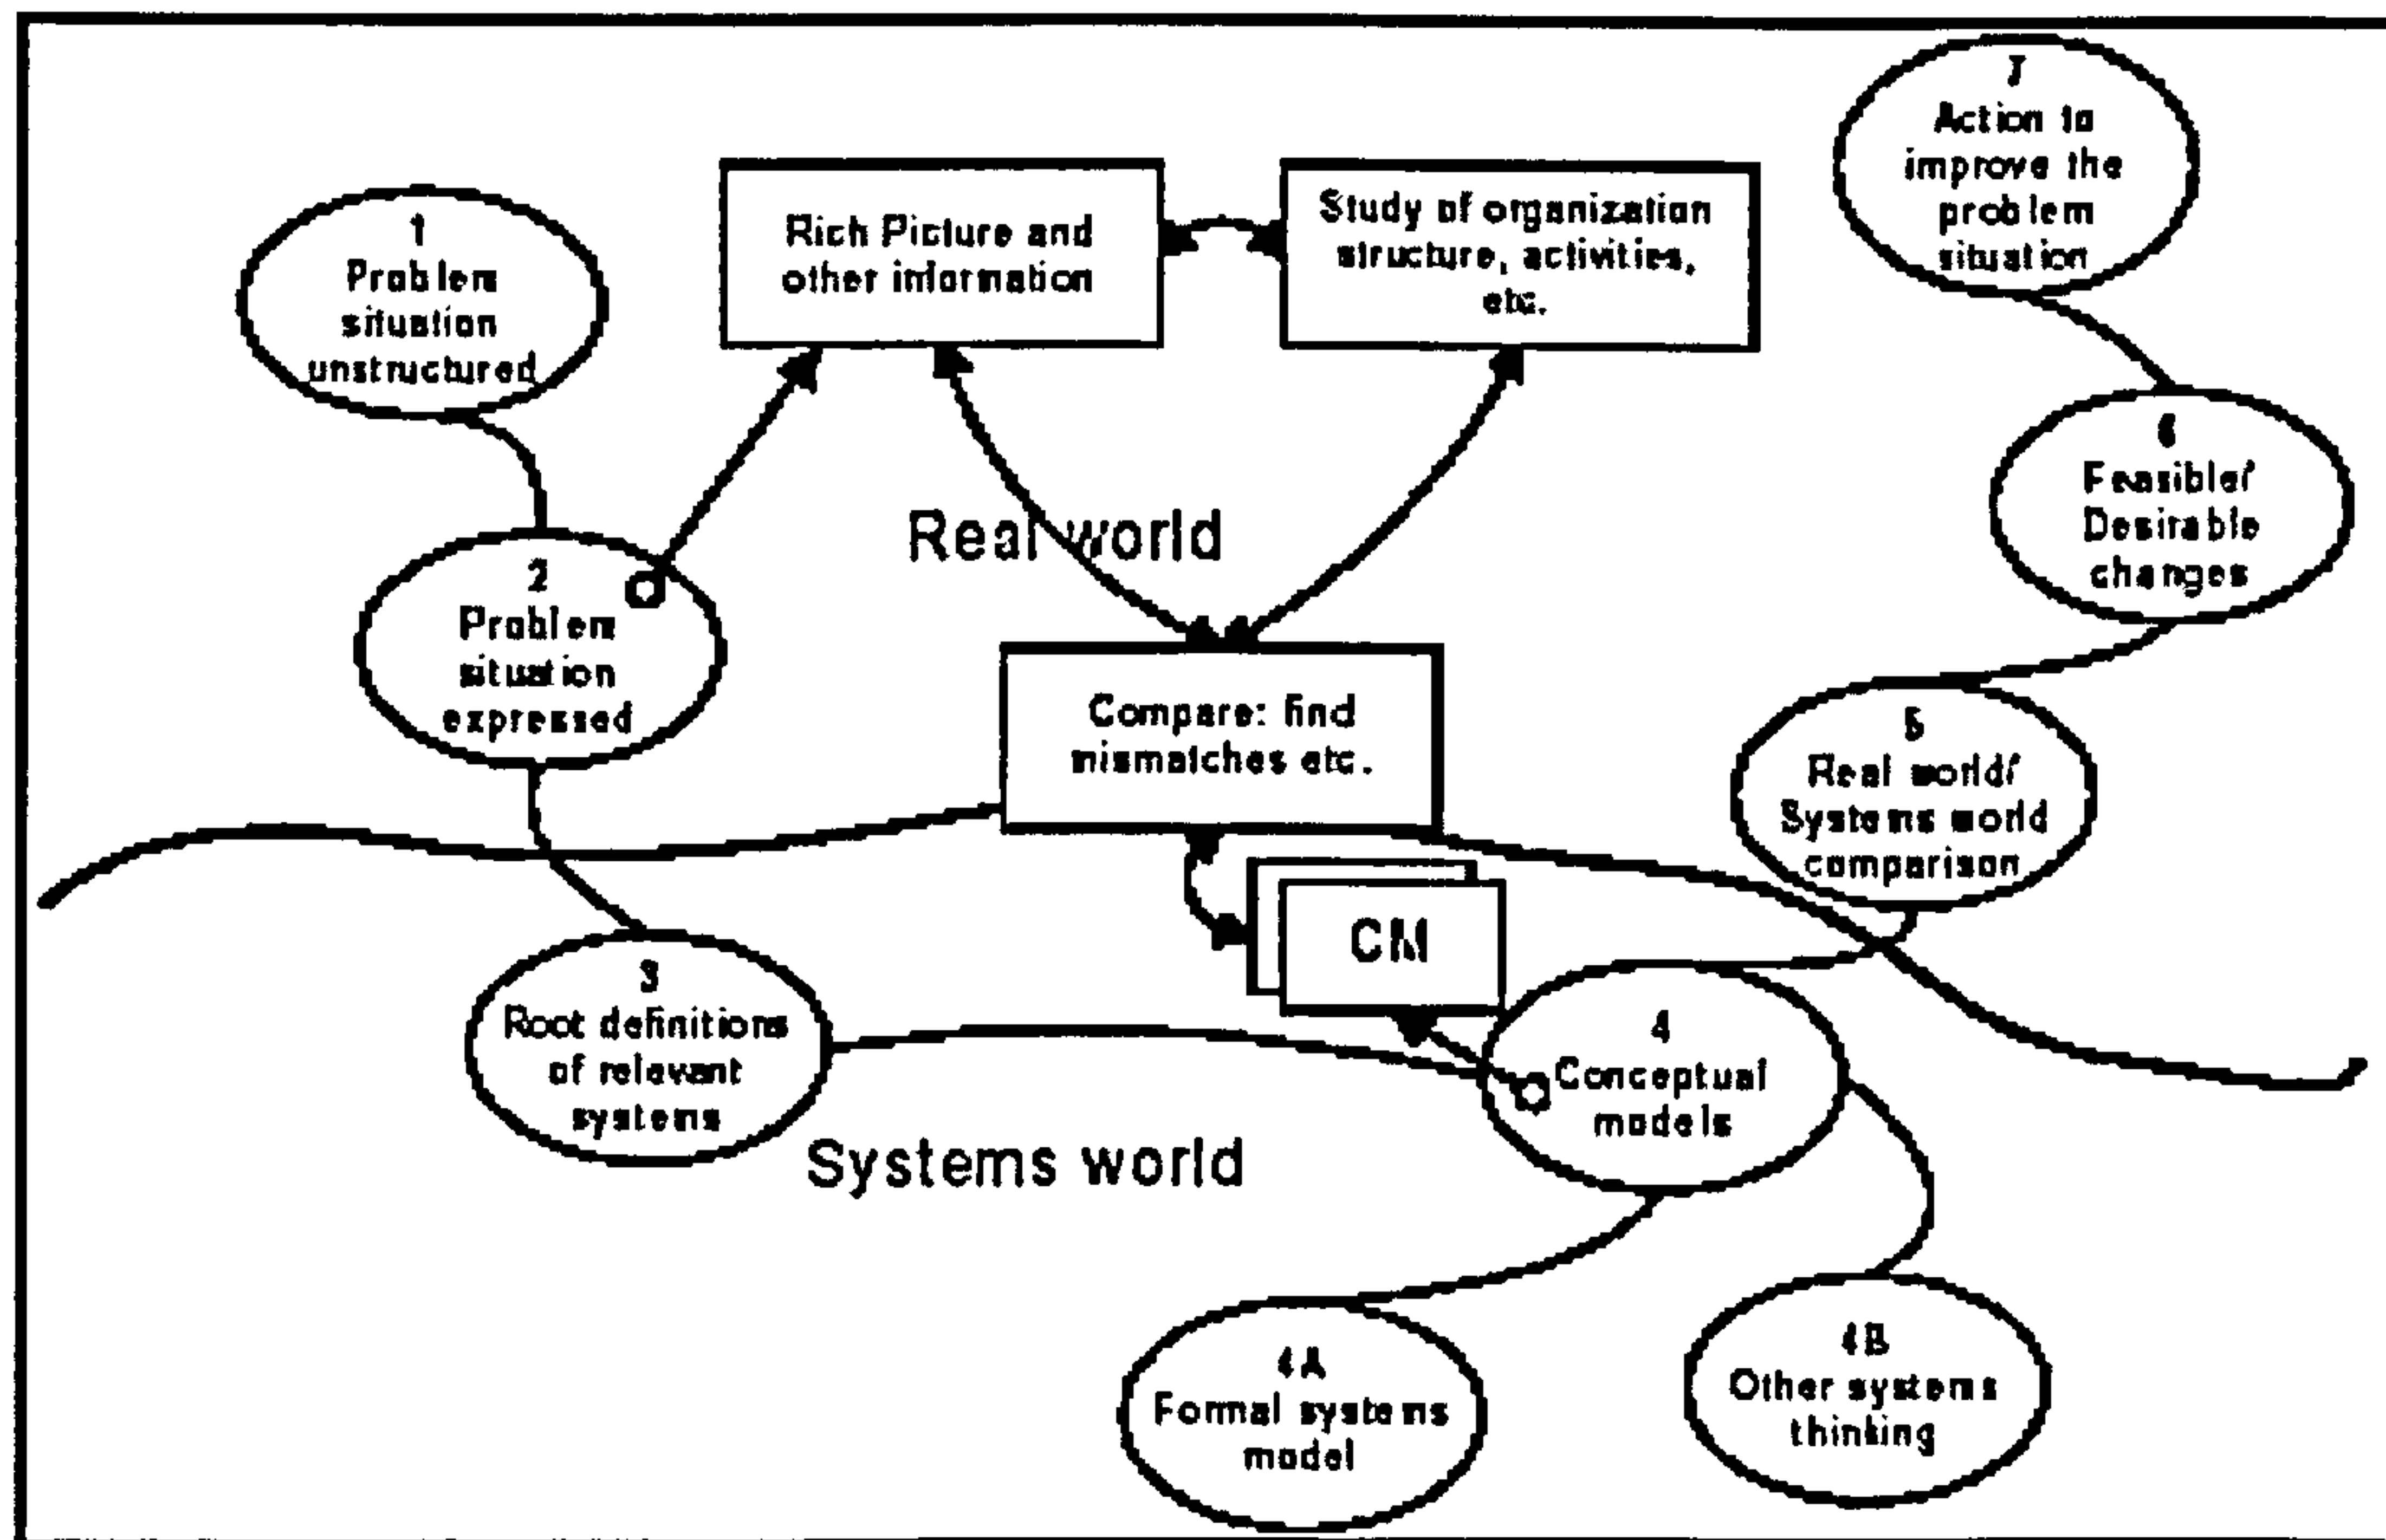 1
Problem
situation
unstructured
Rich Picture and
other information
Study of organization
structure, activities,
etc.
7
Action to
improve the
problem
situation
2
Problem
situation
expressed
Real world
6
Feasible/
Desirable
changes
Compare: find
mismatches etc.
5
Real world/
Systems world
comparison
3
Root definitions
of relevant
systems
CM
4
Conceptual
models
Systems world
4A
Formal systems
model
4B
Other systems
thinking